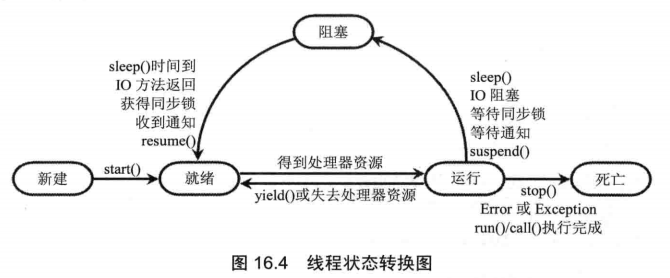 阻塞
sleep()时间到
IO 方法返回
获得同步锁
收到通知
resume()
sleep()
IO 阻塞
等待同步锁
等待通知
suspend()
新建
start()
就绪
得到处理器资源
yield()或失去处理器资源
运行
stop()
Error 或 Exception
run()/call()执行完成
死亡
图 16.4 线程状态转换图